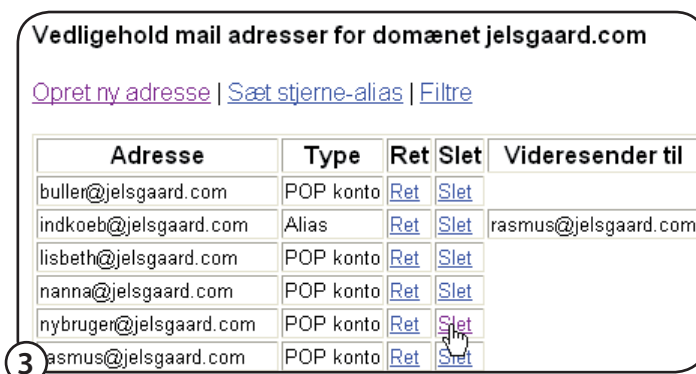 Vedligehold mail adresser for domænet jelsgaard.com
Opret ny adresse | Sæt stjerne-alias | Filtre
Adresse Type Ret Slet Videresender til
buller@jelsgaard.com POP konto Ret Slet
indkoeb@jelsgaard.com Alias Ret Slet rasmus@jelsgaard.com
lisbeth@jelsgaard.com POP konto Ret Slet
nanna@jelsgaard.com POP konto Ret Slet
nybruger@jelsgaard.com POP konto Ret Slet
asmus@jelsgaard.com POP konto Ret Slet
3